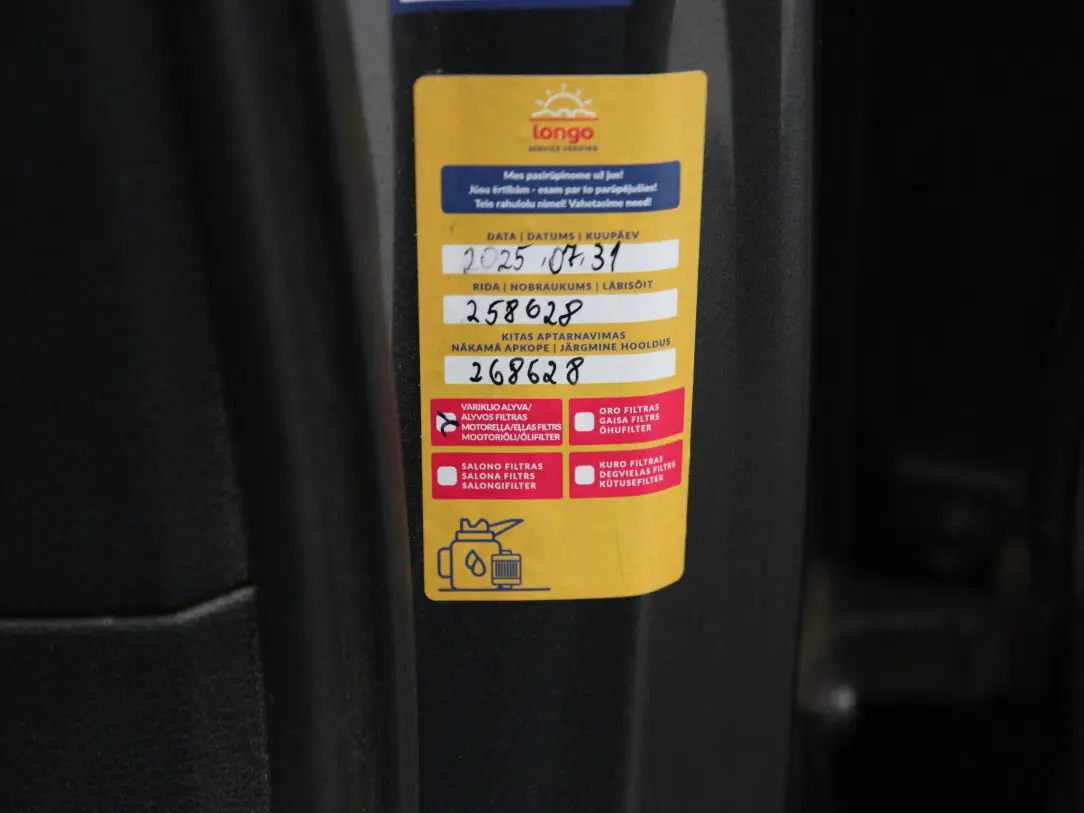 longo
SERVICE VERIFIED
Mes pasirūpinome už jus!
Jūsu ērtībām - esam par to parūpējušies!
Teie rahulolu nimel! Vahetasime need!
DATA | DATUMS | KUUPÄEV
2025.07.31
RIDA | NOBRAUKUMS | LÄBISÕIT
258628
KITAS APTARNAVIMAS
NĀKAMĀ APKOPE | JÄRGMINE HOOLDUS
268628
VARIKLIO ALYVA/
ALYVOS FILTRAS
MOTOREĻĻA/EĻĻAS FILTRS
MOOTORIÕLI/ÕLIFILTER
ORO FILTRAS
GAISA FILTRS
ÕHUFILTER
SALONO FILTRAS
SALONA FILTRS
SALONGIFILTER
KURO FILTRAS
DEGVIELAS FILTRS
KÜTUSEFILTER